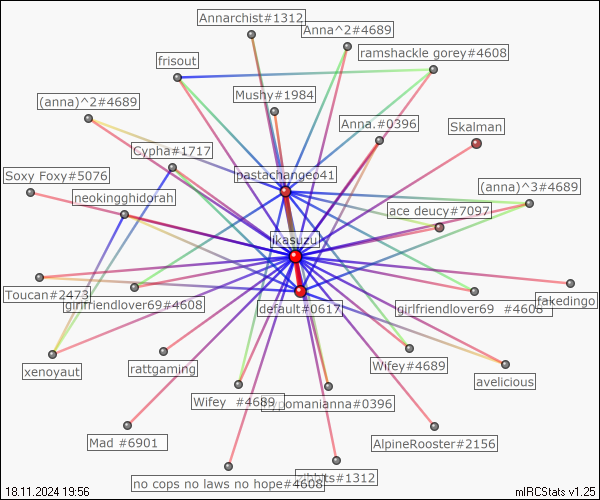 Annarchist#1312
Anna^2#4689
ramshackle gorey#4608
frisout
Mushy#1984
(anna)^2#4689
Anna.#0396
Skalman
Cypha#1717
pastachangeo41
Soxy Foxy#5076
(anna)^3#4689
neokingghidorah
ace deucy#7097
ikasuzu
Toucan#2473
girlfriendlover69#4608
default#0617
girlfriendlover69 #4608
fakedingo
xenoyaut
rattgaming
Wifey#4689
avelicious
Wifey #4689
hypomanianna#0396
Mad #6901
AlpineRooster#2156
no cops no laws no hope#4608
#1312
18.11.2024 19:56
mIRCStats v1.25